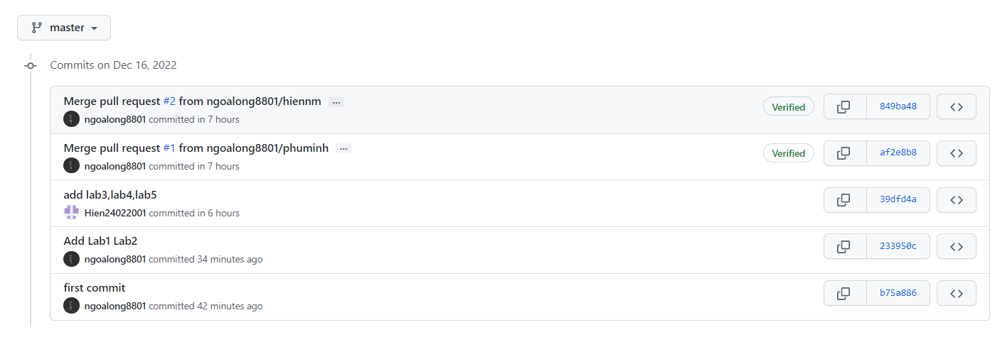 master
Commits on Dec 16, 2022
Merge pull request #2 from ngoalong8801/hiennm ...
Verified
849ba48
ngoalong8801 committed in 7 hours
Merge pull request #1 from ngoalong8801/phuminh ...
Verified
af2e8b8
ngoalong8801 committed in 7 hours
add lab3,lab4,lab5
39dfd4a
Hien24022001 committed in 6 hours
Add Lab1 Lab2
233950c
ngoalong8801 committed 34 minutes ago
first commit
b75a886
ngoalong8801 committed 42 minutes ago